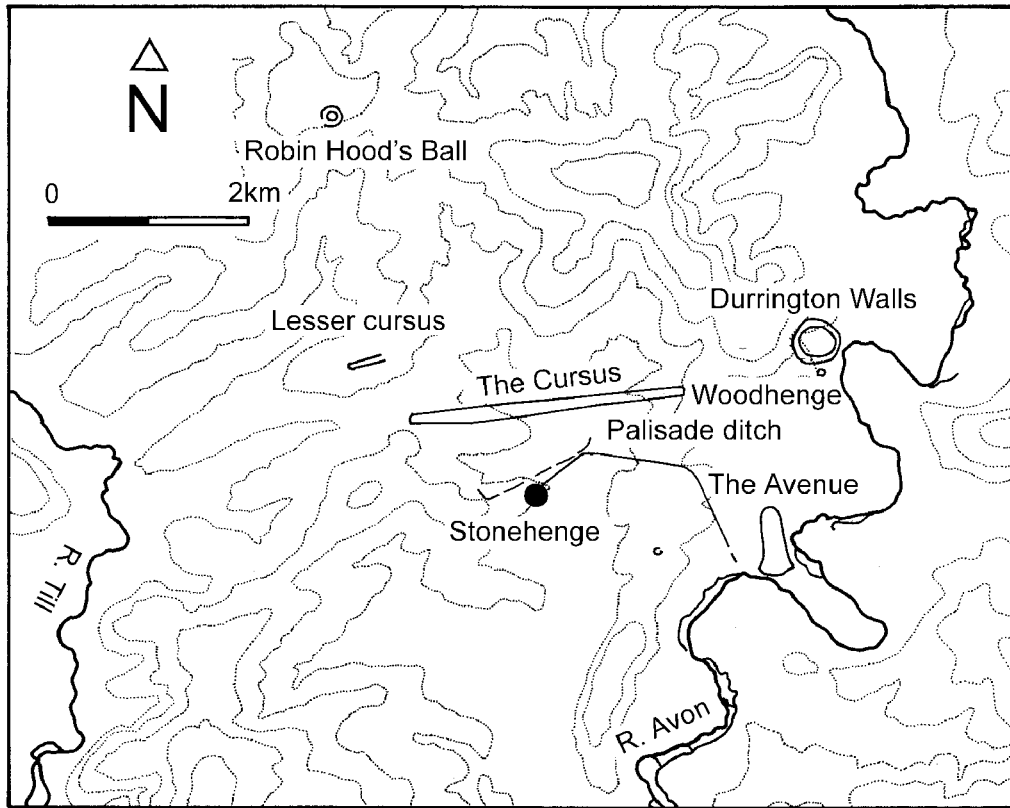 N
Robin Hood's Ball
0 2km
Durrington Walls
Lesser cursus
The Cursus
Woodhenge
Palisade ditch
The Avenue
Stonehenge
R. Till
R. Avon